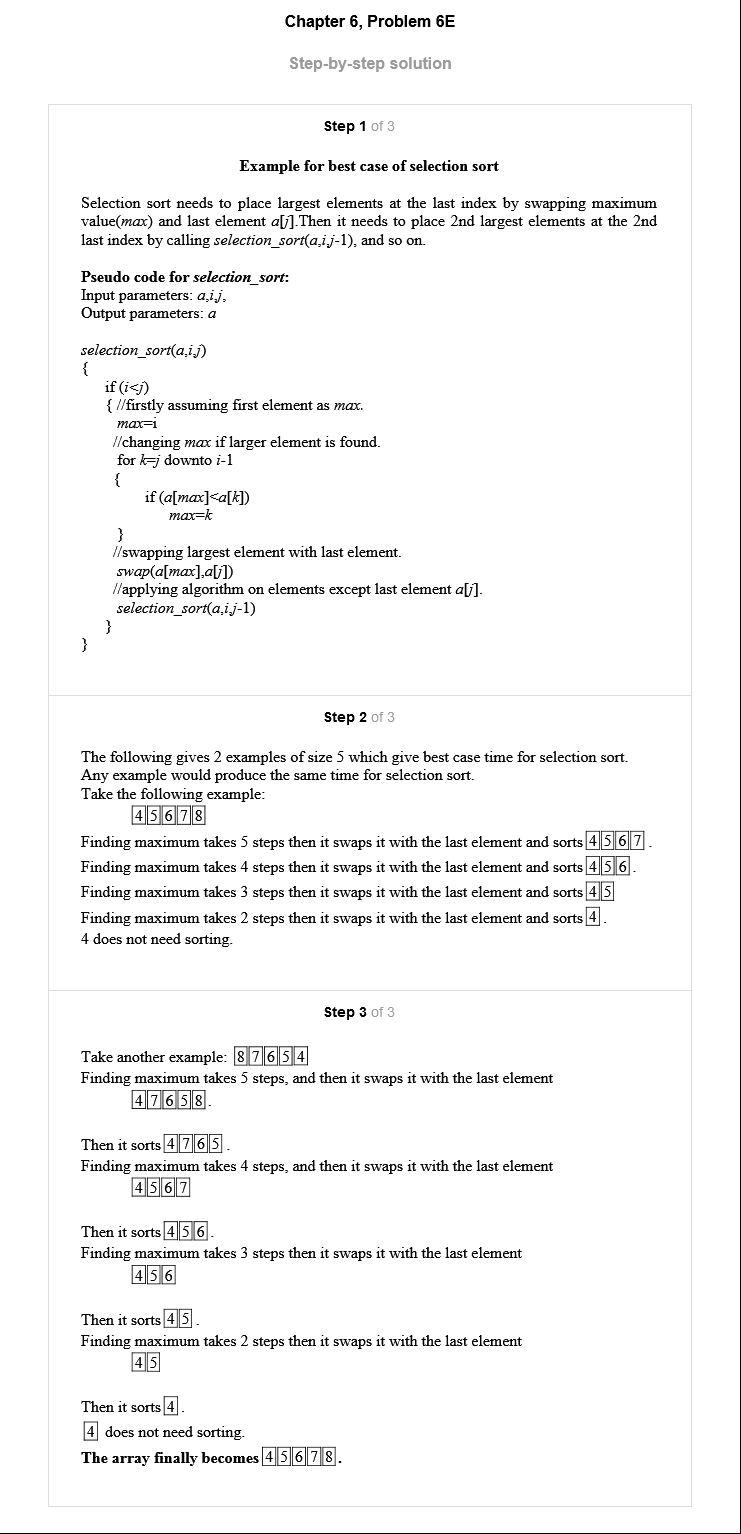 Chapter 6, Problem 6E
Step-by-step solution
Step 1 of 3
Example for best case of selection sort
Selection sort needs to place largest elements at the last index by swapping maximum
value(max) and last element a[j].Then it needs to place 2nd largest elements at the 2nd
last index by calling selection_sort(a,i,j-1), and so on.
Pseudo code for selection_sort:
Input parameters: a,i,j,
Output parameters: a
selection_sort(a,i,j)
{
if (i<j)
{ //firstly assuming first element as max.
max=i
//changing max if larger element is found.
for k=j downto i-1
{
if (a[max]<a[k])
max=k
}
//swapping largest element with last element.
swap(a[max],a[j])
//applying algorithm on elements except last element a[j].
selection_sort(a,i,j-1)
}
}
Step 2 of 3
The following gives 2 examples of size 5 which give best case time for selection sort.
Any example would produce the same time for selection sort.
Take the following example:
4 5 6 7 8
Finding maximum takes 5 steps then it swaps it with the last element and sorts 4 5 6 7 .
Finding maximum takes 4 steps then it swaps it with the last element and sorts 4 5 6 .
Finding maximum takes 3 steps then it swaps it with the last element and sorts 4 5
Finding maximum takes 2 steps then it swaps it with the last element and sorts 4 .
4 does not need sorting.
Step 3 of 3
Take another example: 8 7 6 5 4
Finding maximum takes 5 steps, and then it swaps it with the last element
4 7 6 5 8 .
Then it sorts 4 7 6 5 .
Finding maximum takes 4 steps, and then it swaps it with the last element
4 5 6 7
Then it sorts 4 5 6 .
Finding maximum takes 3 steps then it swaps it with the last element
4 5 6
Then it sorts 4 5 .
Finding maximum takes 2 steps then it swaps it with the last element
4 5
Then it sorts 4 .
4 does not need sorting.
The array finally becomes 4 5 6 7 8 .